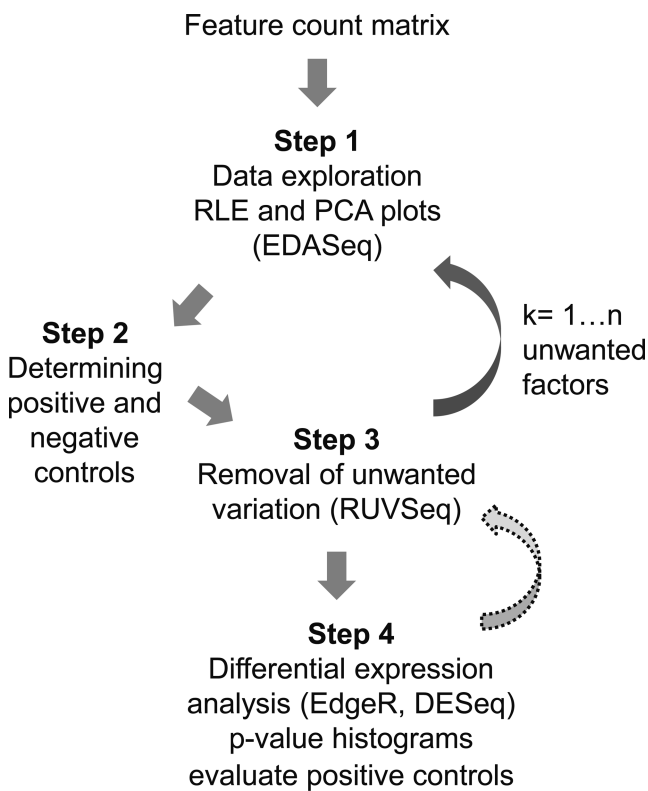 Feature count matrix
Step 1
Data exploration
RLE and PCA plots
(EDASeq)
k= 1...n
unwanted
factors
Step 2
Determining
positive and
negative
controls
Step 3
Removal of unwanted
variation (RUVSeq)
Step 4
Differential expression
analysis (EdgeR, DESeq)
p-value histograms
evaluate positive controls